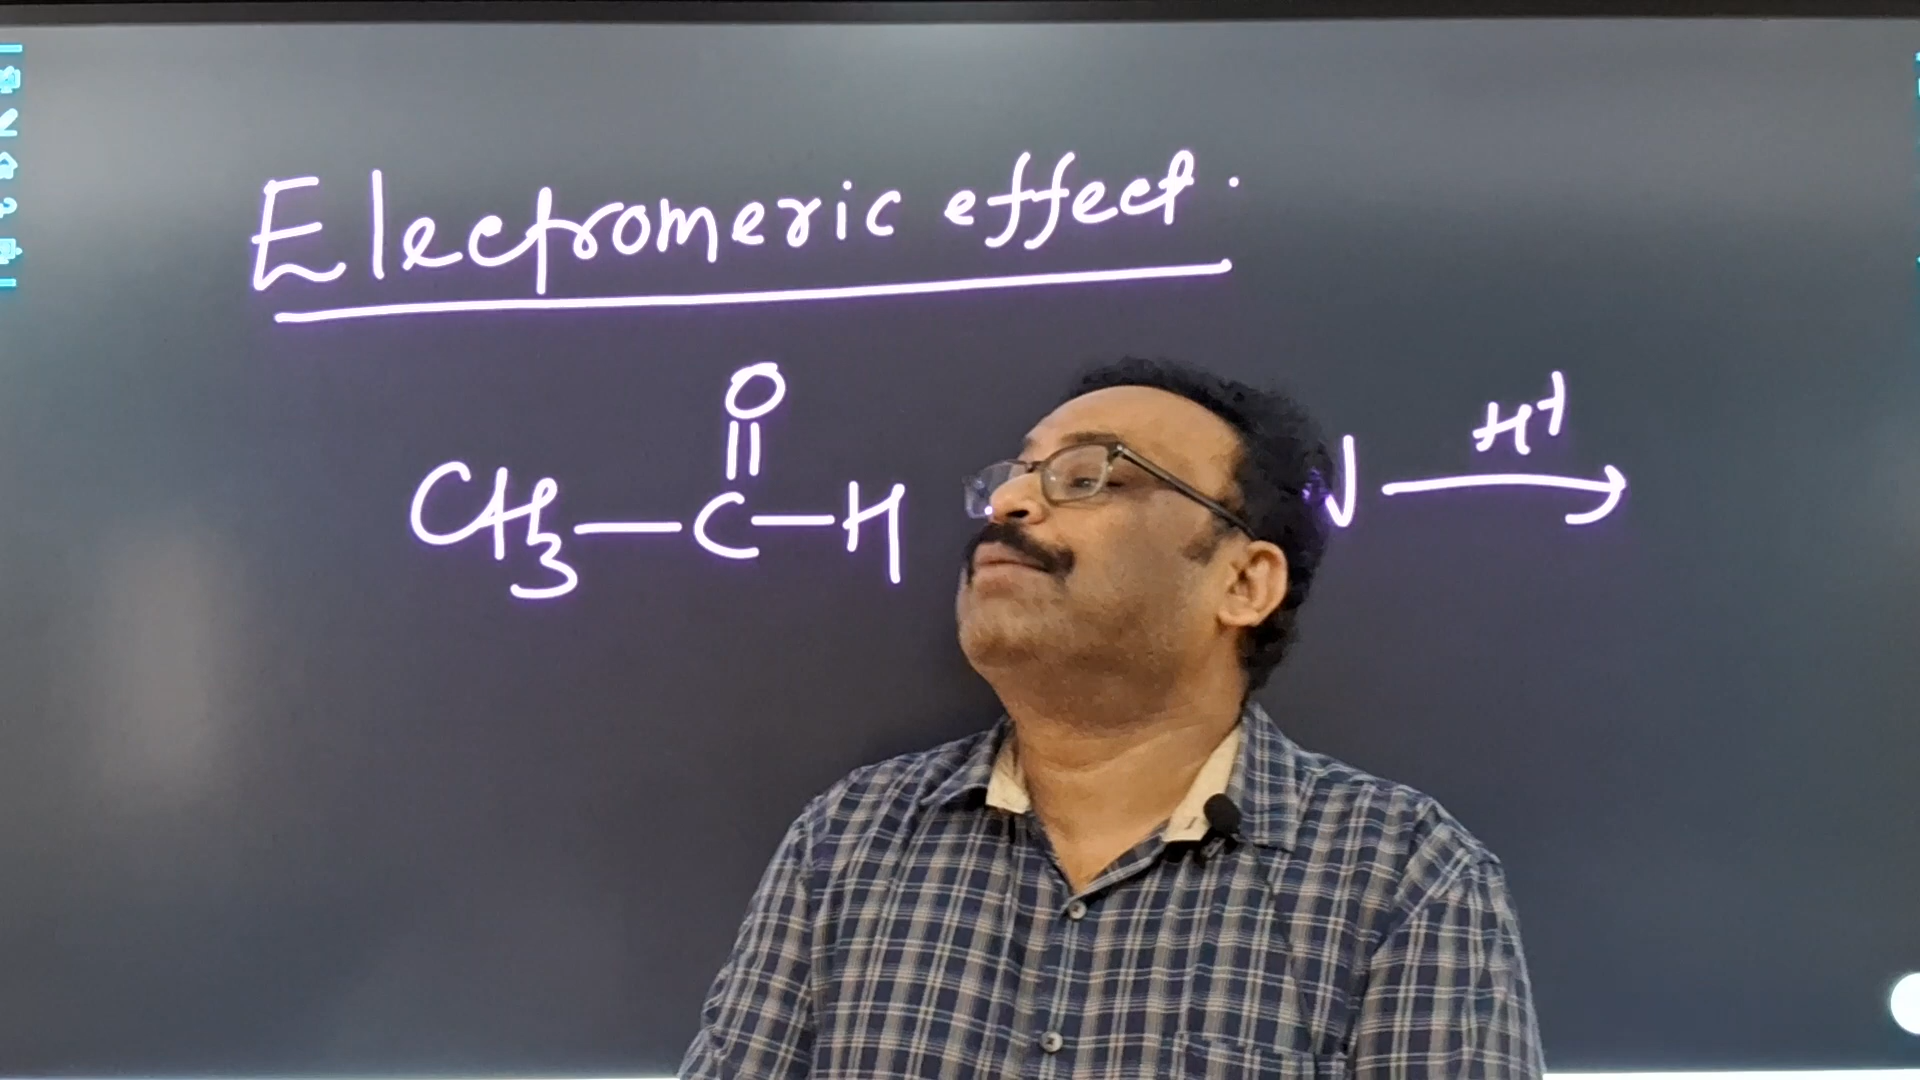 Electromeric effect.
O
CH3—C—H
H+